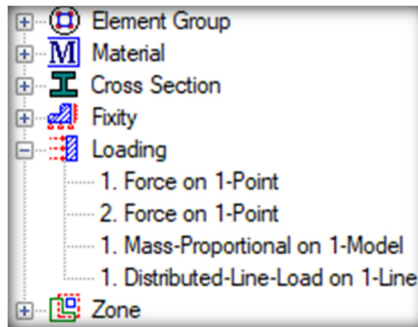 Element Group
M Material
Cross Section
Fixity
Loading
1. Force on 1-Point
2. Force on 1-Point
1. Mass-Proportional on 1-Model
1. Distributed-Line-Load on 1-Line
Zone